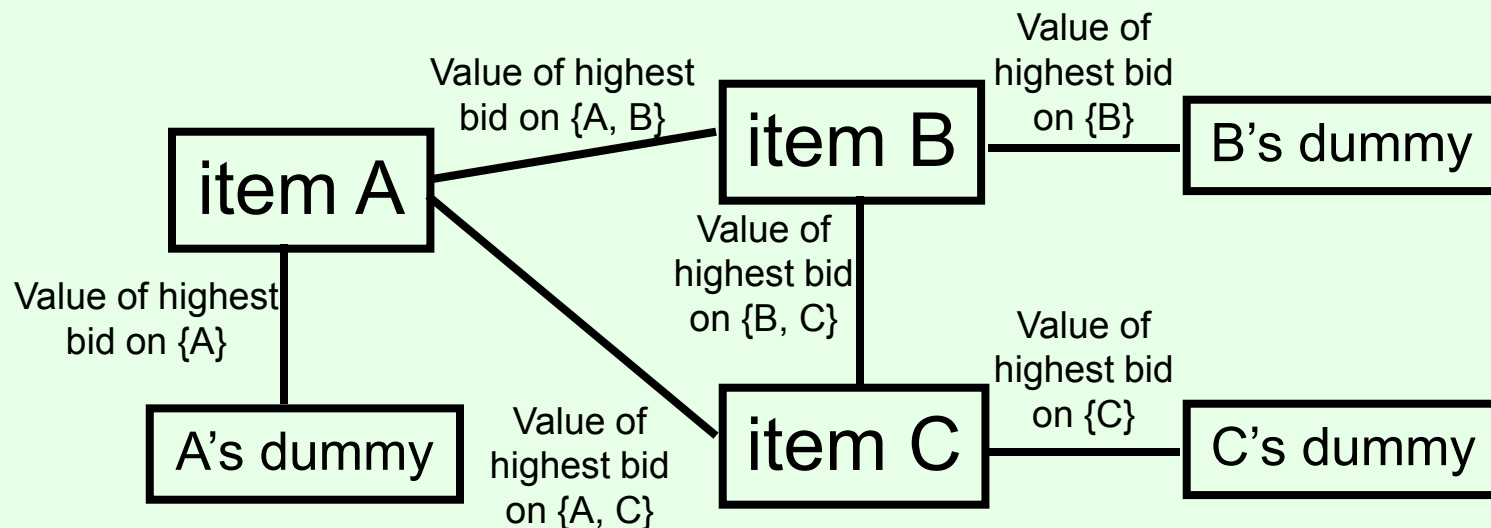 Value of highest
bid on {A, B}
Value of
highest bid
on {B}
item A
item B
B’s dummy
Value of highest
bid on {A}
Value of
highest bid
on {B, C}
Value of
highest bid
on {C}
A’s dummy
Value of
highest bid
on {A, C}
item C
C’s dummy